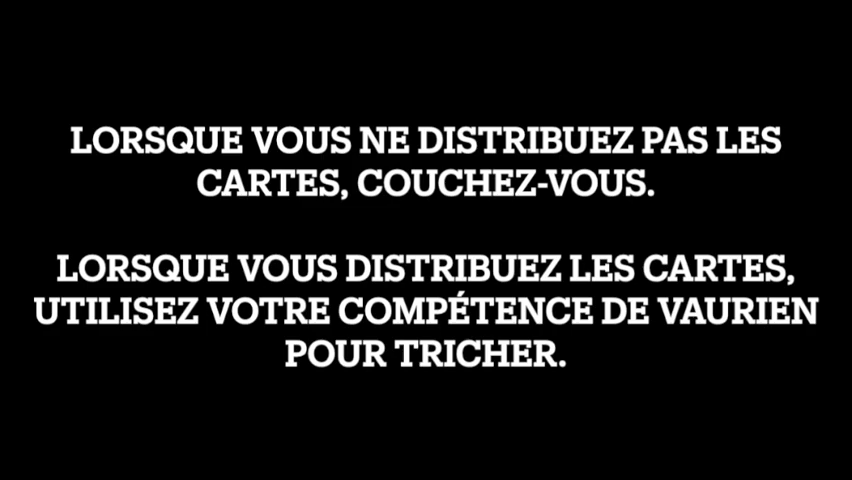 LORSQUE VOUS NE DISTRIBUEZ PAS LES
CARTES, COUCHEZ-VOUS.
LORSQUE VOUS DISTRIBUEZ LES CARTES,
UTILISEZ VOTRE COMPÉTENCE DE VAURIEN
POUR TRICHER.